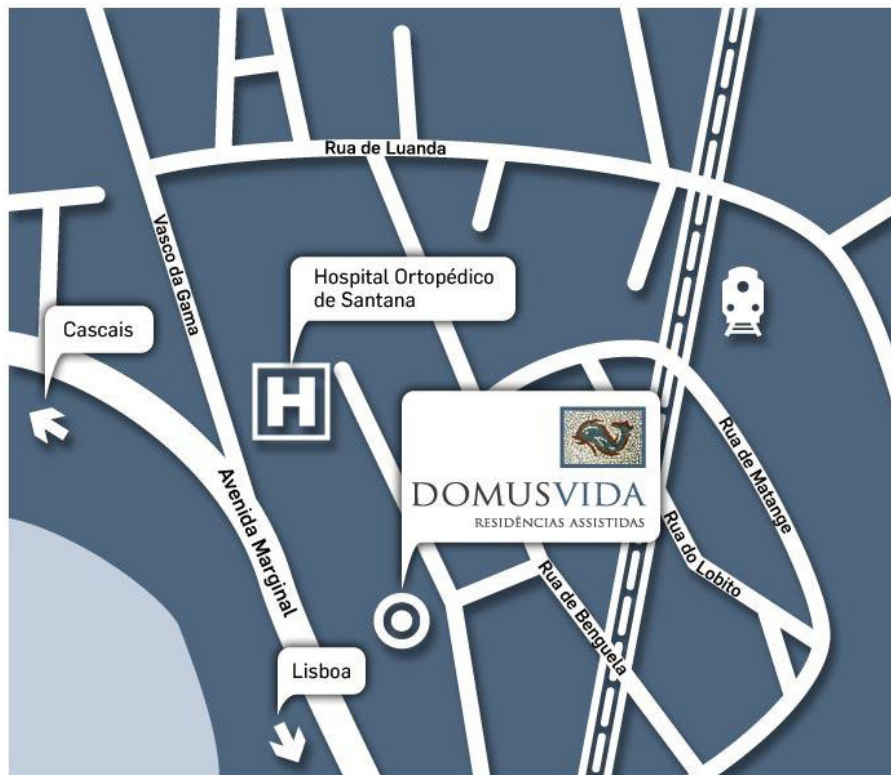 Rua de Luanda
Vasco da Gama
Hospital Ortopédico
de Santana
Cascais
H
DOMUSVIDA
RESIDÊNCIAS ASSISTIDAS
Rua de Matange
Avenida Marginal
Rua do Lobito
Rua de Benguela
Lisboa